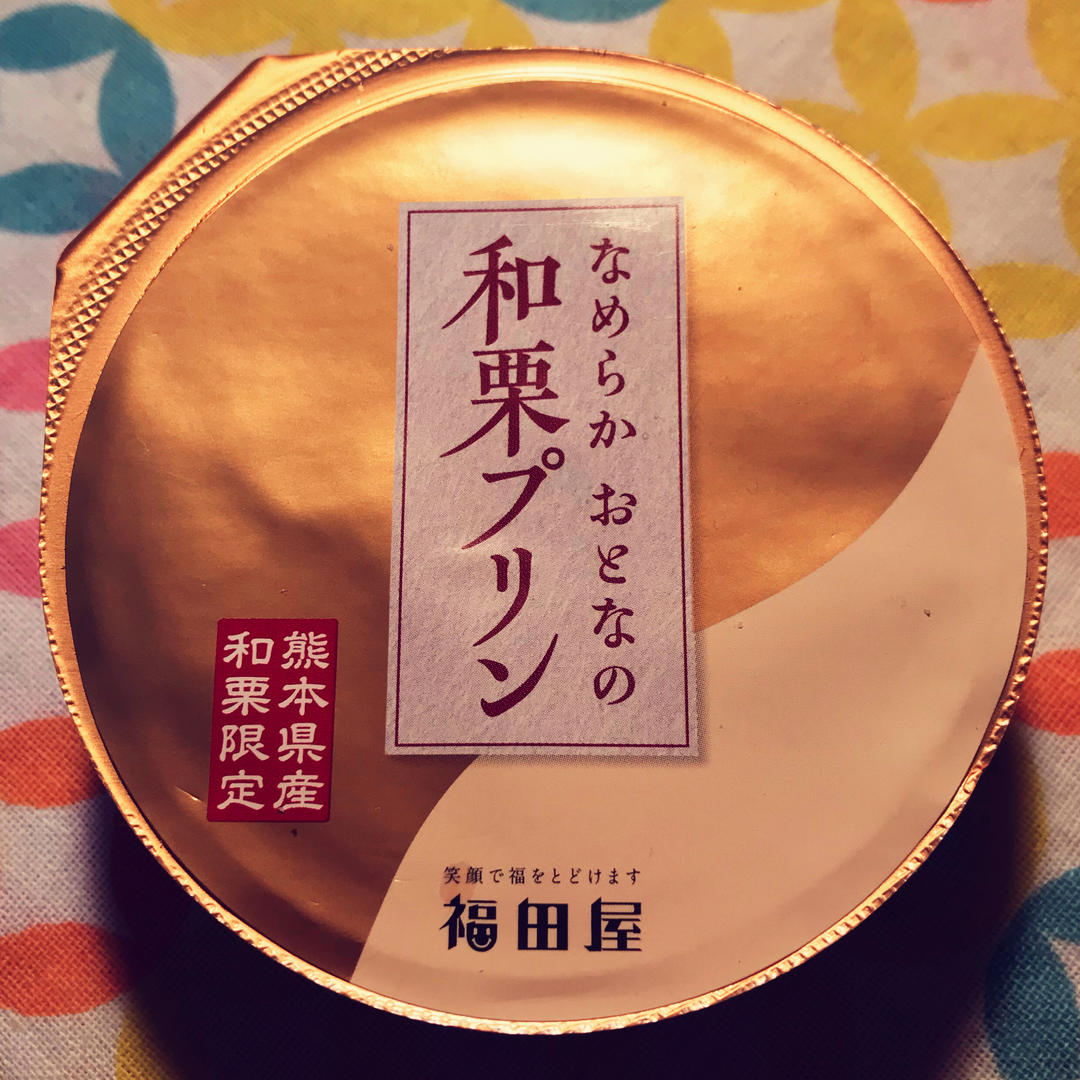 なめらか おとなの
和栗プリン
熊本県産
和栗限定
笑顔で福をとどけます
福田屋